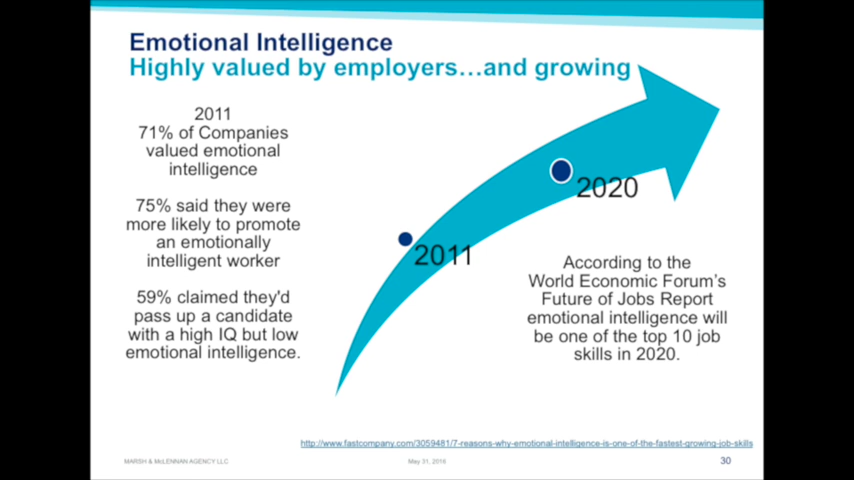 Emotional Intelligence
Highly valued by employers…and growing
2011
71% of Companies
valued emotional
intelligence
75% said they were
more likely to promote
an emotionally
intelligent worker
59% claimed they'd
pass up a candidate
with a high IQ but low
emotional intelligence.
2011
2020
According to the
World Economic Forum's
Future of Jobs Report
emotional intelligence will
be one of the top 10 job
skills in 2020.
http://www.fastcompany.com/3059481/7-reasons-why-emotional-intelligence-is-one-of-the-fastest-growing-job-skills
MARSH & McLENNAN AGENCY LLC
May 31, 2016
30